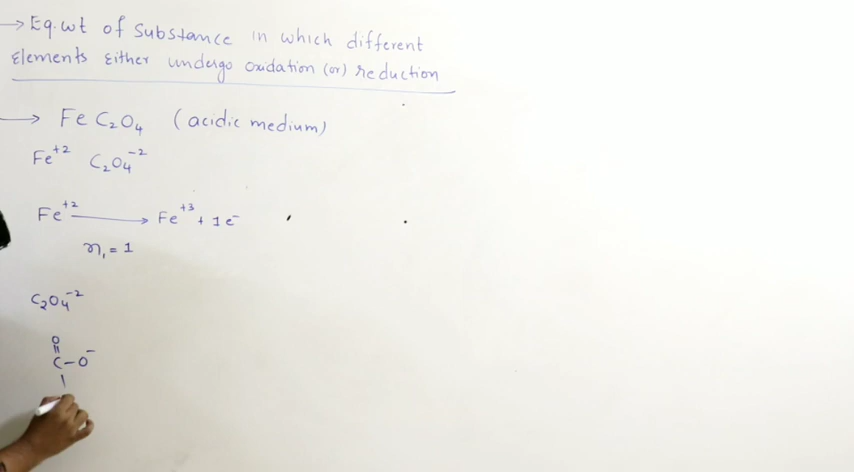 → Eq.wt of Substance in which different
Elements Either undergo oxidation (or) reduction
→ FeC₂O₄ (acidic medium)
Fe⁺² C₂O₄⁻²
Fe⁺² → Fe⁺³ + 1e⁻
n₁ = 1
C₂O₄⁻²
O
||
C-O⁻
|